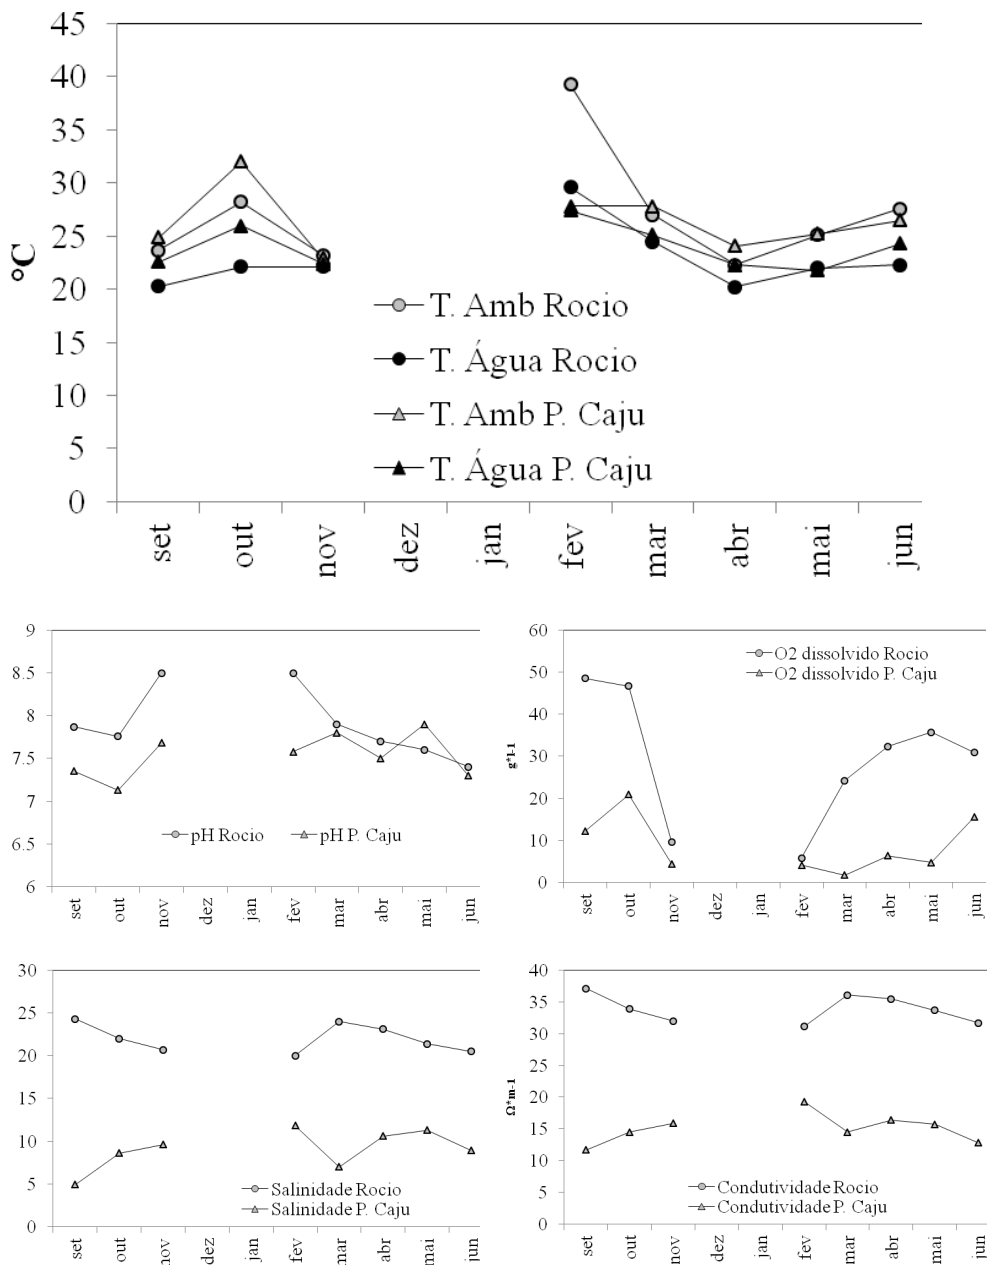 45
40
35
30
25
20
15
10
5
0
°C
T. Amb Rocio
T. Água Rocio
T. Amb P. Caju
T. Água P. Caju
set out nov dez jan fev mar abr mai jun
9
8.5
8
7.5
7
6.5
6
pH Rocio pH P. Caju
set out nov dez jan fev mar abr mai jun
60
50
40
30
20
10
0
g*l-1
O2 dissolvido Rocio
O2 dissolvido P. Caju
set out nov dez jan fev mar abr mai jun
30
25
20
15
10
5
0
Salinidade Rocio
Salinidade P. Caju
set out nov dez jan fev mar abr mai jun
40
35
30
25
20
15
10
5
0
Ω*m-1
Condutividade Rocio
Condutividade P. Caju
set out nov dez jan fev mar abr mai jun